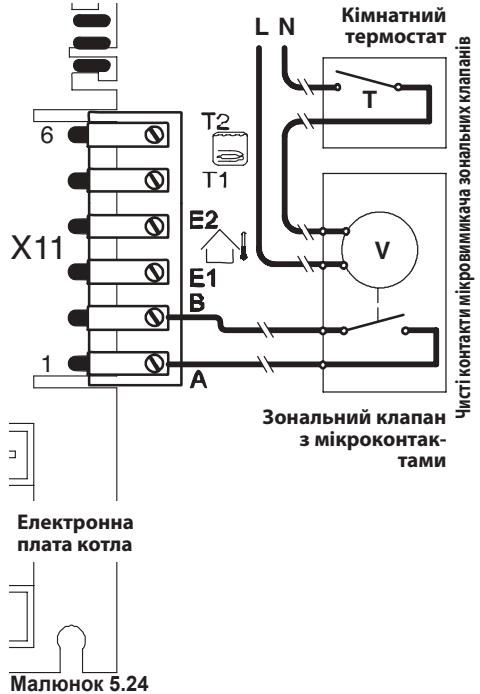 L N
Кімнатний
термостат
T
Чисті контакти мікровимикача зональних клапанів
6
T2
T1
X11
E2
E1
V
B
1
A
Зональний клапан
з мікроконтак-
тами
Електронна
плата котла
Малюнок 5.24